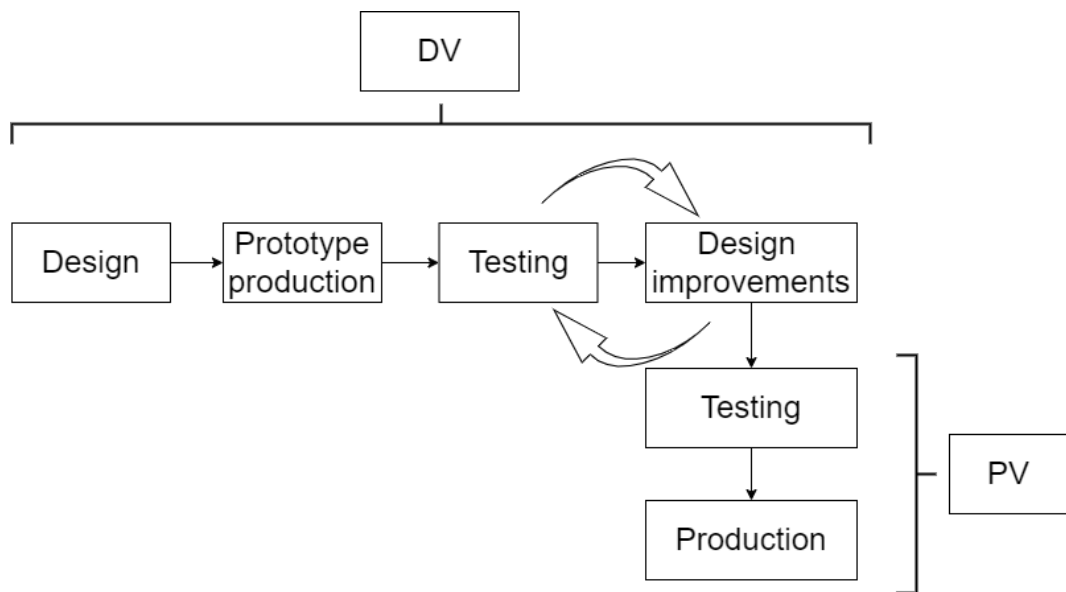 DV
Design
Prototype
production
Testing
Design
improvements
Testing
PV
Production